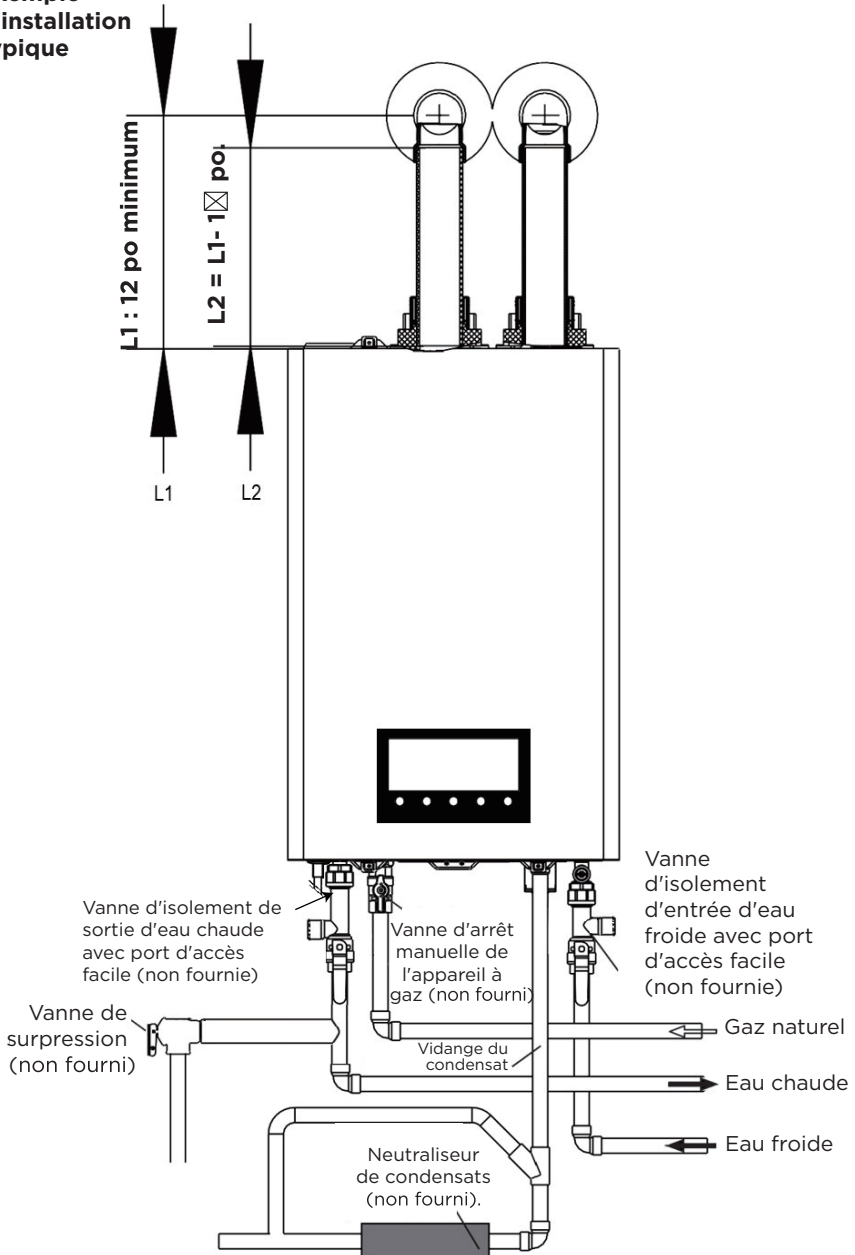 installation
L1 : 12 po minimum
L2 = L1- 1☒ po.
L1
L2
Vanne d'isolement de
sortie d'eau chaude
avec port d'accès
facile (non fournie)
Vanne d'arrêt
manuelle de
l'appareil à
gaz (non fourni)
Vanne
d'isolement
d'entrée d'eau
froide avec port
d'accès facile
(non fournie)
Vanne de
surpression
(non fourni)
Gaz naturel
Vidange du
condensat
Eau chaude
Eau froide
Neutraliseur
de condensats
(non fourni).